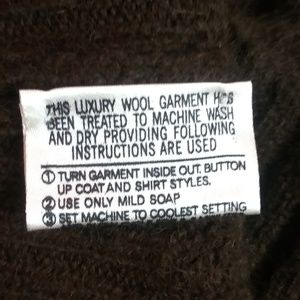 THIS LUXURY WOOL GARMENT HAS
BEEN TREATED TO MACHINE WASH
AND DRY PROVIDING FOLLOWING
INSTRUCTIONS ARE USED
① TURN GARMENT INSIDE OUT. BUTTON
UP COAT AND SHIRT STYLES.
② USE ONLY MILD SOAP
③ SET MACHINE TO COOLEST SETTING